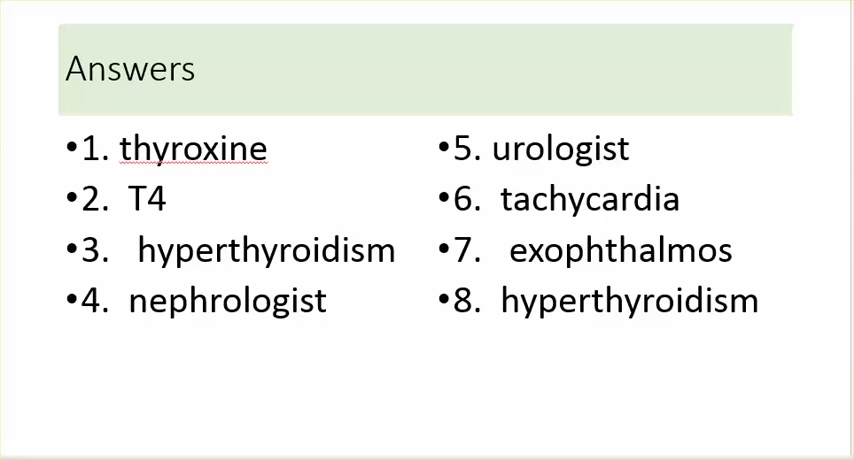 Answers
•1. thyroxine
•2. T4
•3. hyperthyroidism
•4. nephrologist
•5. urologist
•6. tachycardia
•7. exophthalmos
•8. hyperthyroidism